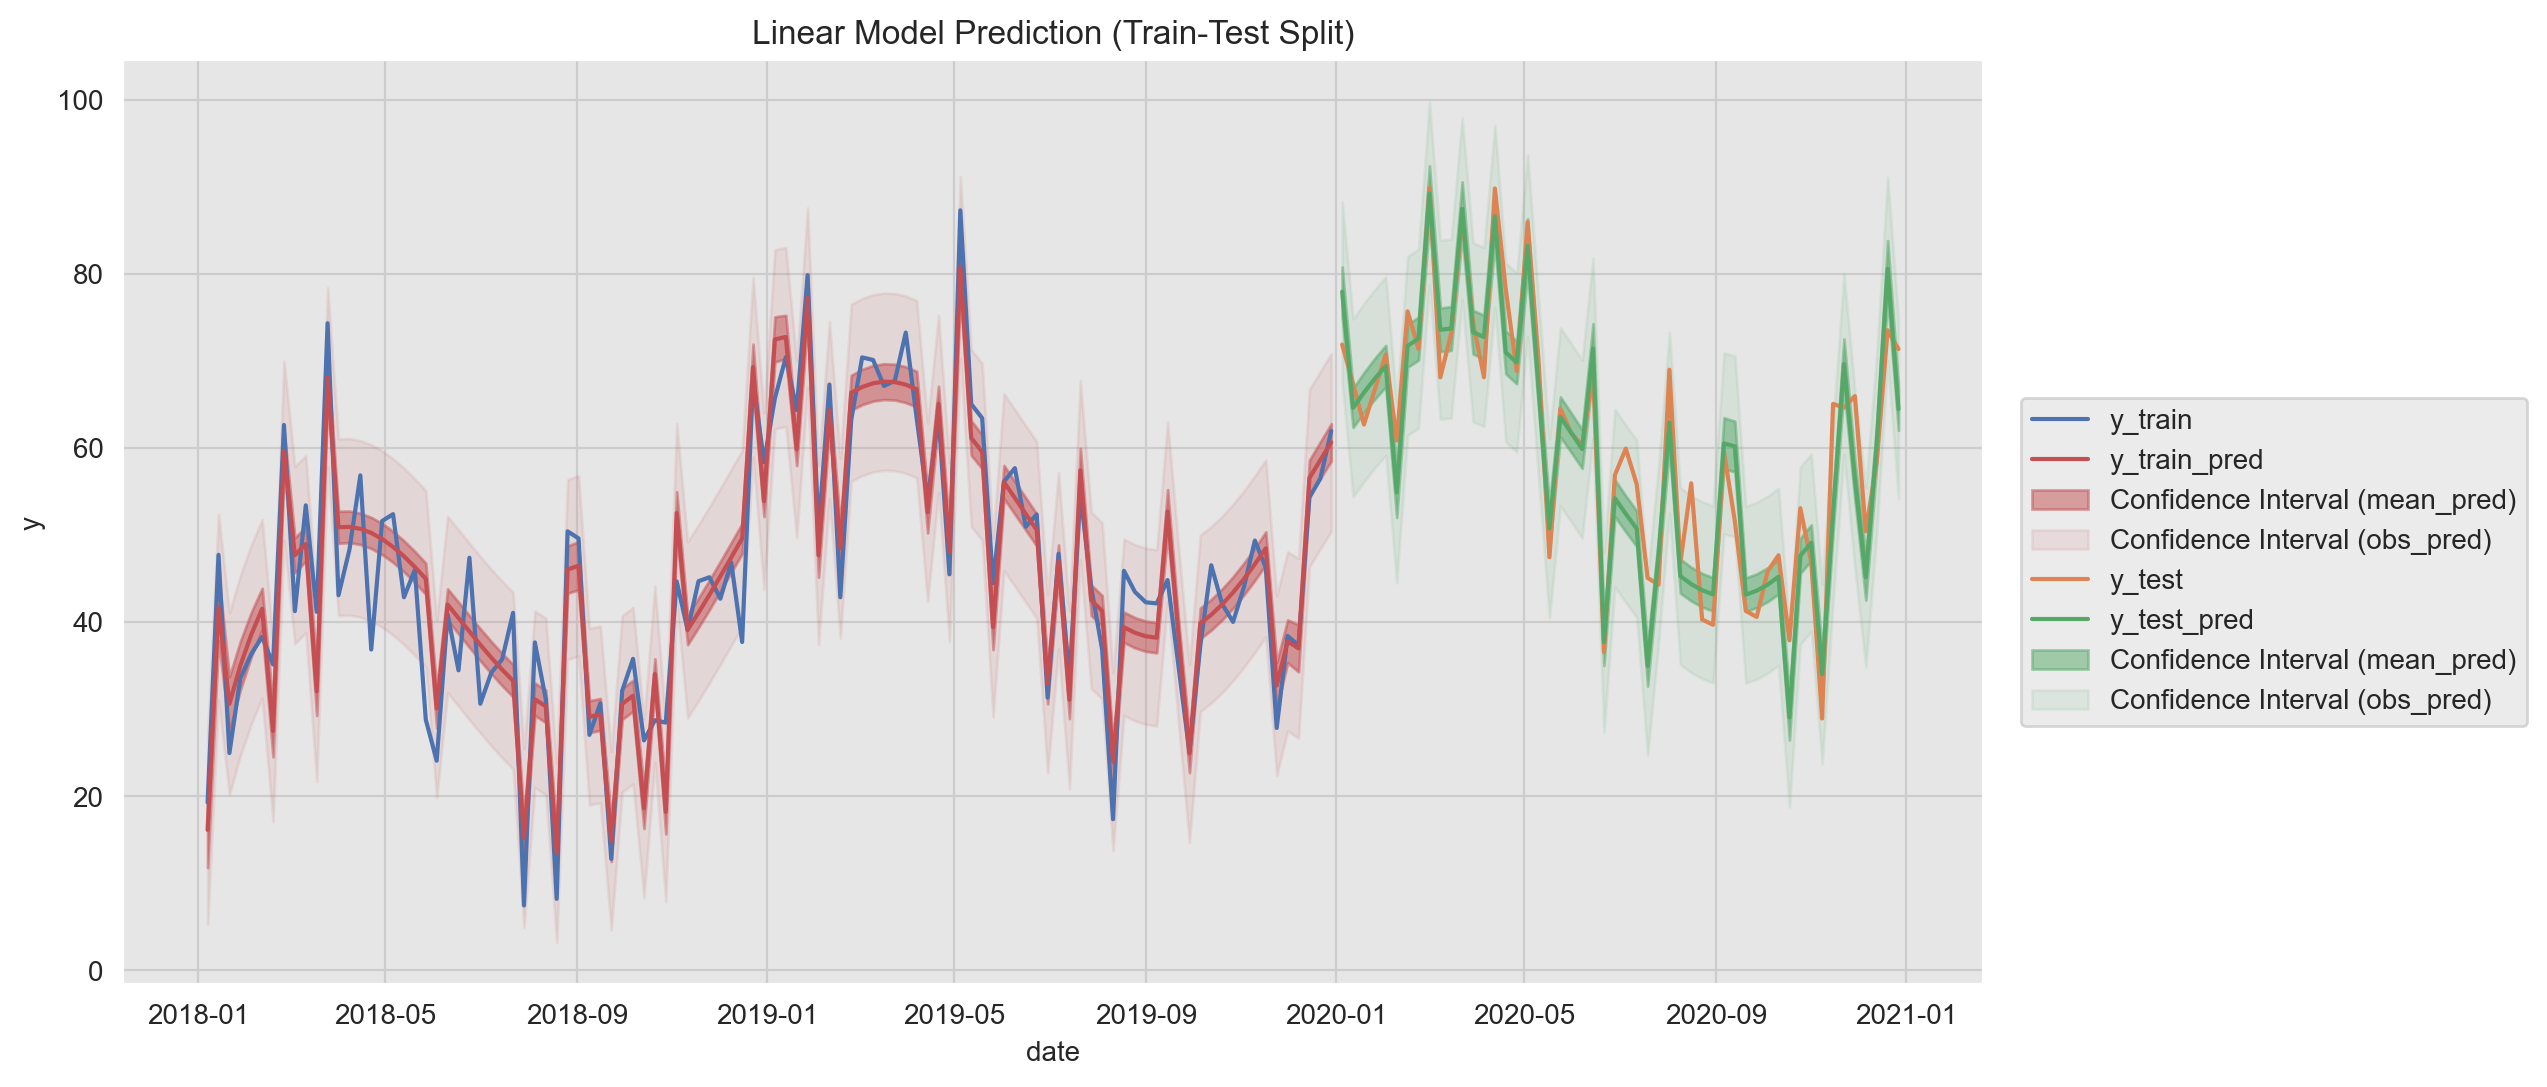 Linear Model Prediction (Train-Test Split)
100
80
60
40
20
0
y
2018-01
2018-05
2018-09
2019-01
2019-05
2019-09
2020-01
2020-05
2020-09
2021-01
date
y_train
y_train_pred
Confidence Interval (mean_pred)
Confidence Interval (obs_pred)
y_test
y_test_pred
Confidence Interval (mean_pred)
Confidence Interval (obs_pred)